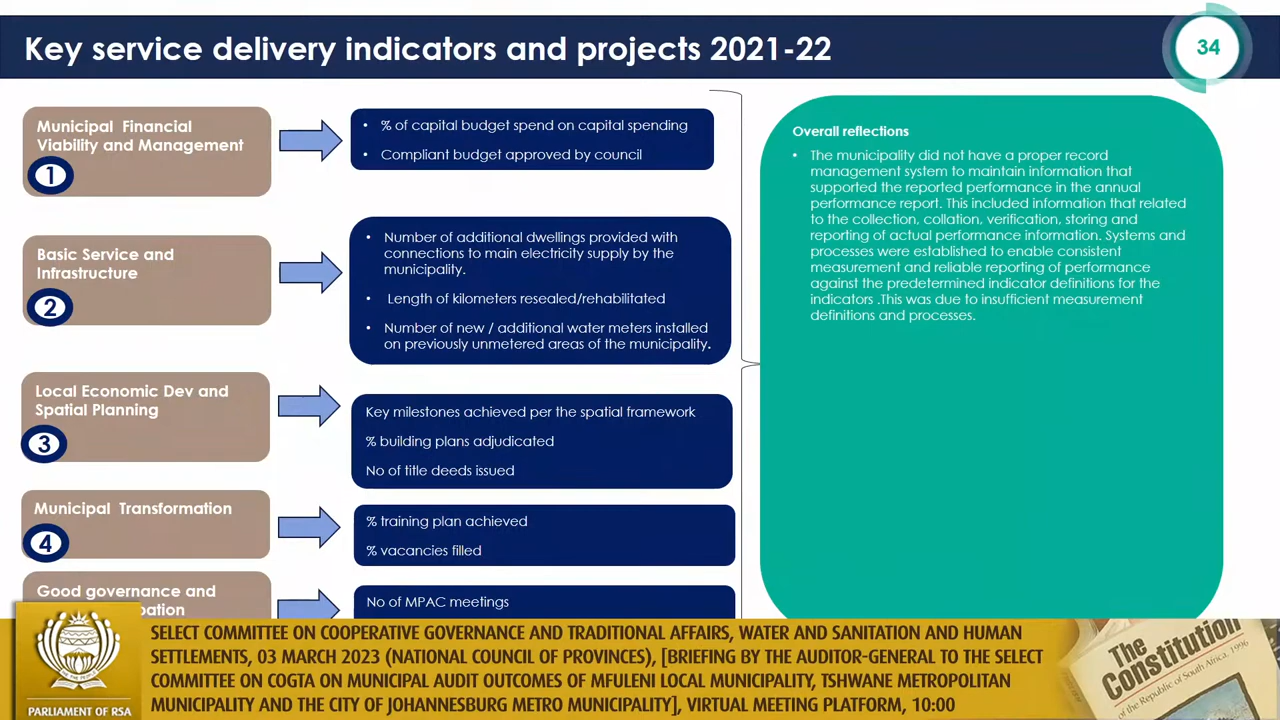 Key service delivery indicators and projects 2021-22
34
Municipal Financial
Viability and Management
1
• % of capital budget spend on capital spending
• Compliant budget approved by council
Basic Service and
Infrastructure
2
• Number of additional dwellings provided with
connections to main electricity supply by the
municipality.
• Length of kilometers resealed/rehabilitated
• Number of new / additional water meters installed
on previously unmetered areas of the municipality.
Local Economic Dev and
Spatial Planning
3
Key milestones achieved per the spatial framework
% building plans adjudicated
No of title deeds issued
Municipal Transformation
4
% training plan achieved
% vacancies filled
Good governance and
No of MPAC meetings
Overall reflections
• The municipality did not have a proper record
management system to maintain information that
supported the reported performance in the annual
performance report. This included information that related
to the collection, collation, verification, storing and
reporting of actual performance information. Systems and
processes were established to enable consistent
measurement and reliable reporting of performance
against the predetermined indicator definitions for the
indicators .This was due to insufficient measurement
definitions and processes.
SELECT COMMITTEE ON COOPERATIVE GOVERNANCE AND TRADITIONAL AFFAIRS, WATER AND SANITATION AND HUMAN
SETTLEMENTS, 03 MARCH 2023 (NATIONAL COUNCIL OF PROVINCES), [BRIEFING BY THE AUDITOR-GENERAL TO THE SELECT
COMMITTEE ON COGTA ON MUNICIPAL AUDIT OUTCOMES OF MFULENI LOCAL MUNICIPALITY, TSHWANE METROPOLITAN
MUNICIPALITY AND THE CITY OF JOHANNESBURG METRO MUNICIPALITY], VIRTUAL MEETING PLATFORM, 10:00
PARLIAMENT OF RSA
The
Constitution
of the Republic of South Africa, 1996